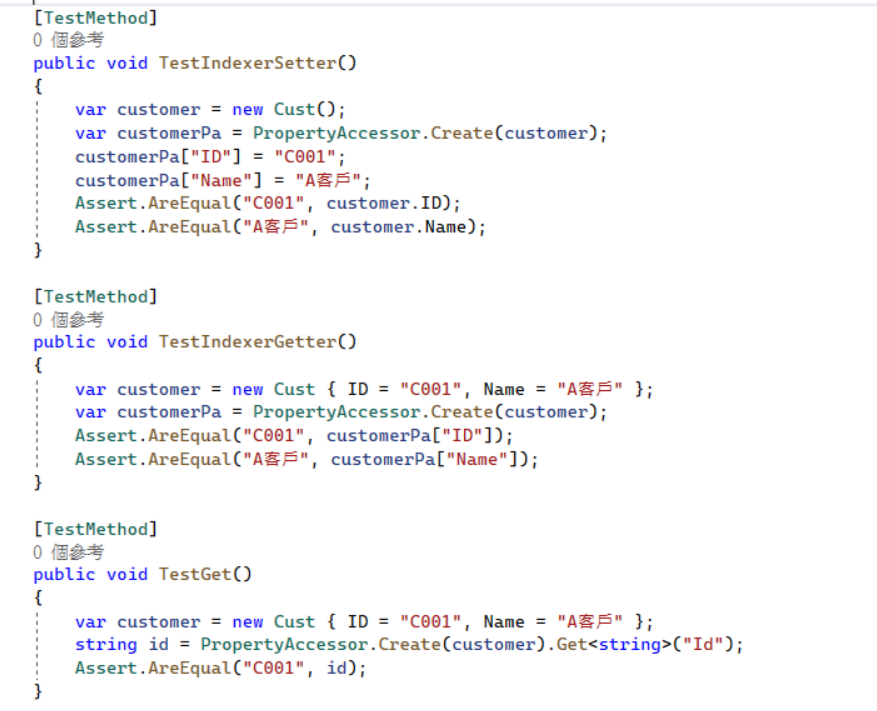 [TestMethod]
0 個參考
public void TestIndexerSetter()
{
    var customer = new Cust();
    var customerPa = PropertyAccessor.Create(customer);
    customerPa["ID"] = "C001";
    customerPa["Name"] = "A客戶";
    Assert.AreEqual("C001", customer.ID);
    Assert.AreEqual("A客戶", customer.Name);
}

[TestMethod]
0 個參考
public void TestIndexerGetter()
{
    var customer = new Cust { ID = "C001", Name = "A客戶" };
    var customerPa = PropertyAccessor.Create(customer);
    Assert.AreEqual("C001", customerPa["ID"]);
    Assert.AreEqual("A客戶", customerPa["Name"]);
}

[TestMethod]
0 個參考
public void TestGet()
{
    var customer = new Cust { ID = "C001", Name = "A客戶" };
    string id = PropertyAccessor.Create(customer).Get<string>("Id");
    Assert.AreEqual("C001", id);
}